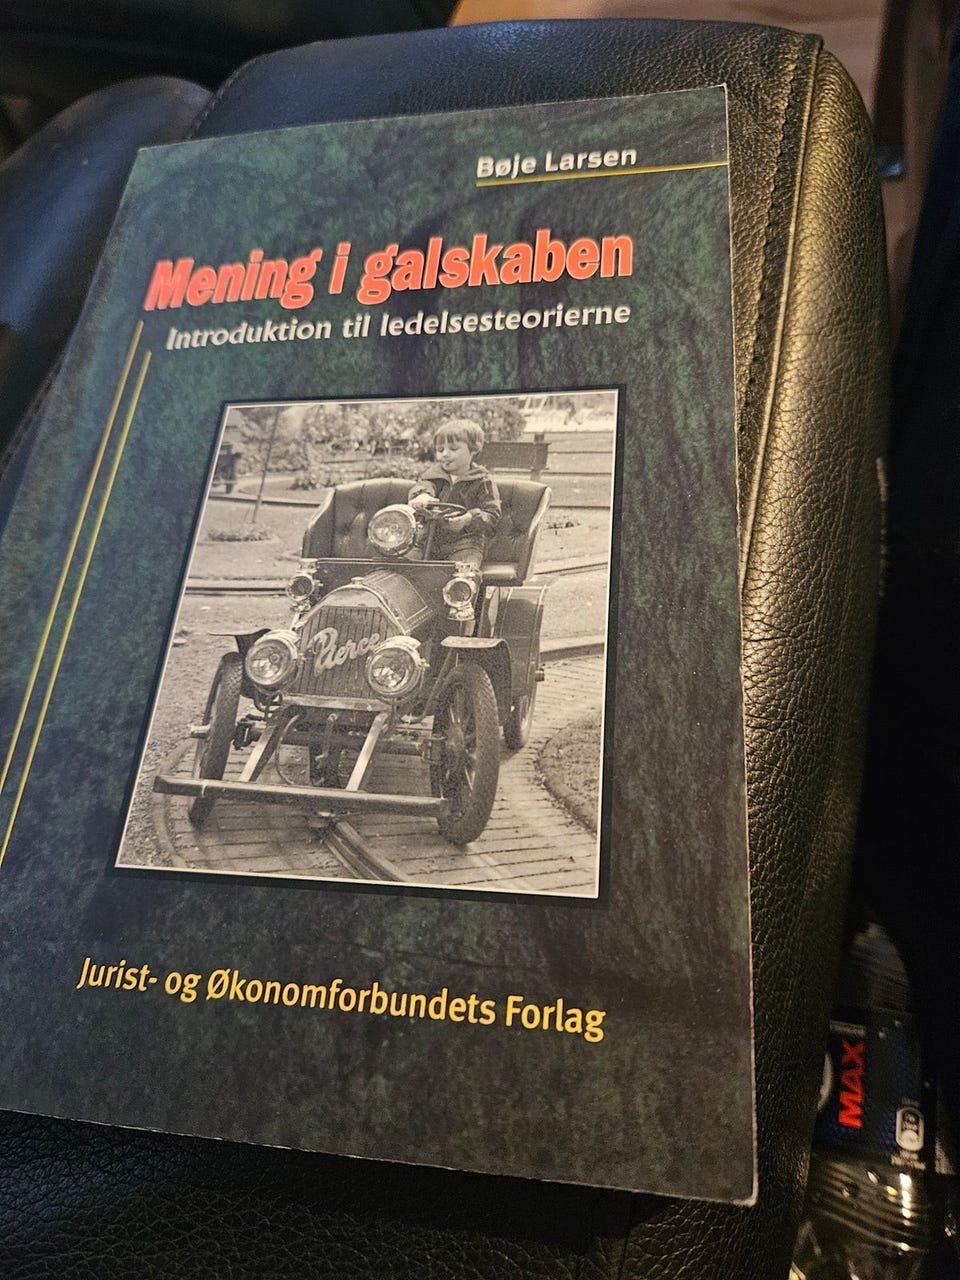 Bøje Larsen
Mening i galskaben
Introduktion til ledelsesteorierne
Pierce
Jurist- og Økonomforbundets Forlag
MAX